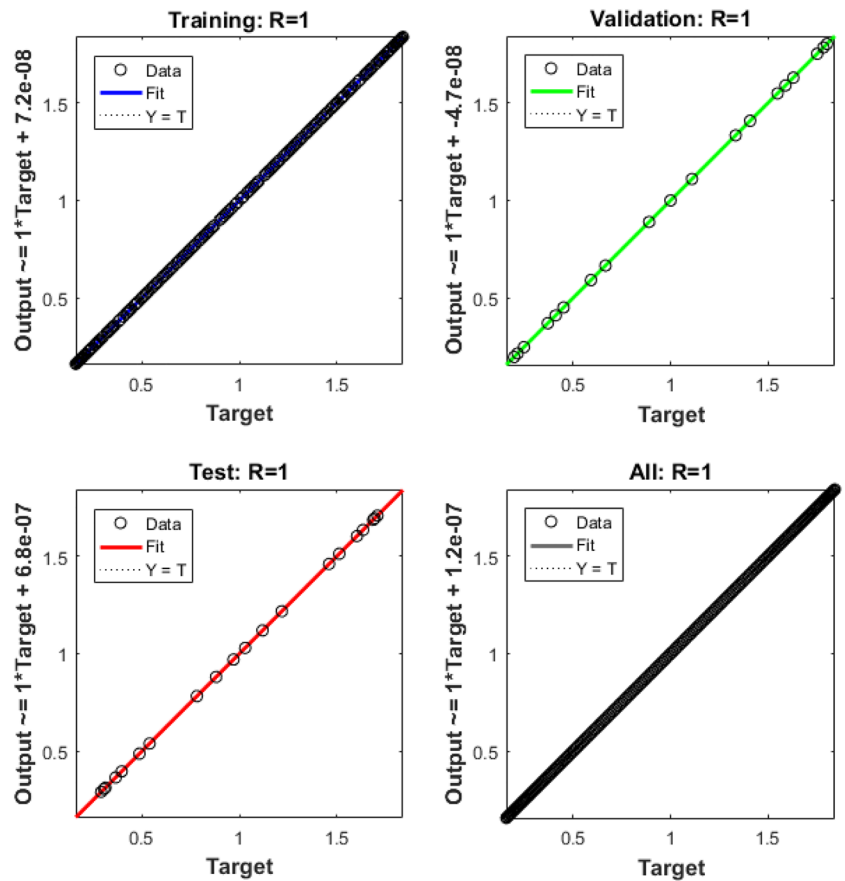 Training: R=1
Output ~= 1*Target + 7.2e-08
Data
Fit
Y = T
1.5
1
0.5
0.5 1 1.5
Target
Validation: R=1
Output ~= 1*Target + -4.7e-08
Data
Fit
Y = T
1.5
1
0.5
0.5 1 1.5
Target
Test: R=1
Output ~= 1*Target + 6.8e-07
Data
Fit
Y = T
1.5
1
0.5
0.5 1 1.5
Target
All: R=1
Output ~= 1*Target + 1.2e-07
Data
Fit
Y = T
1.5
1
0.5
0.5 1 1.5
Target